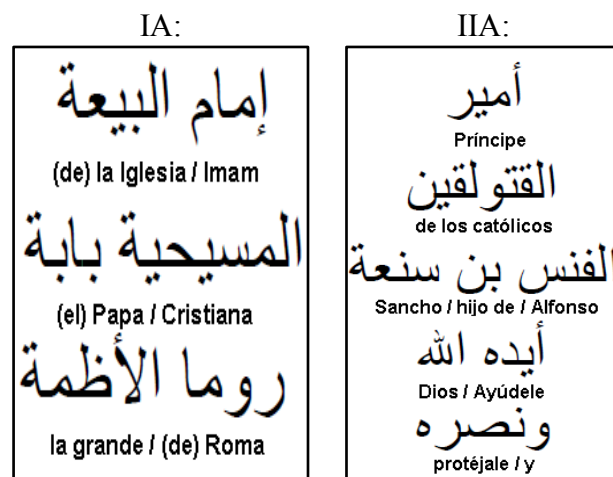 IA:
إمام البيعة
(de) la Iglesia / Imam
المسيحية بابة
(el) Papa / Cristiana
روما الأظمة
la grande / (de) Roma
IIA:
أمير
Príncipe
القتولقين
de los católicos
الفنس بن سنعة
Sancho / hijo de / Alfonso
أيده الله
Dios / Ayúdele
ونصره
protéjale / y